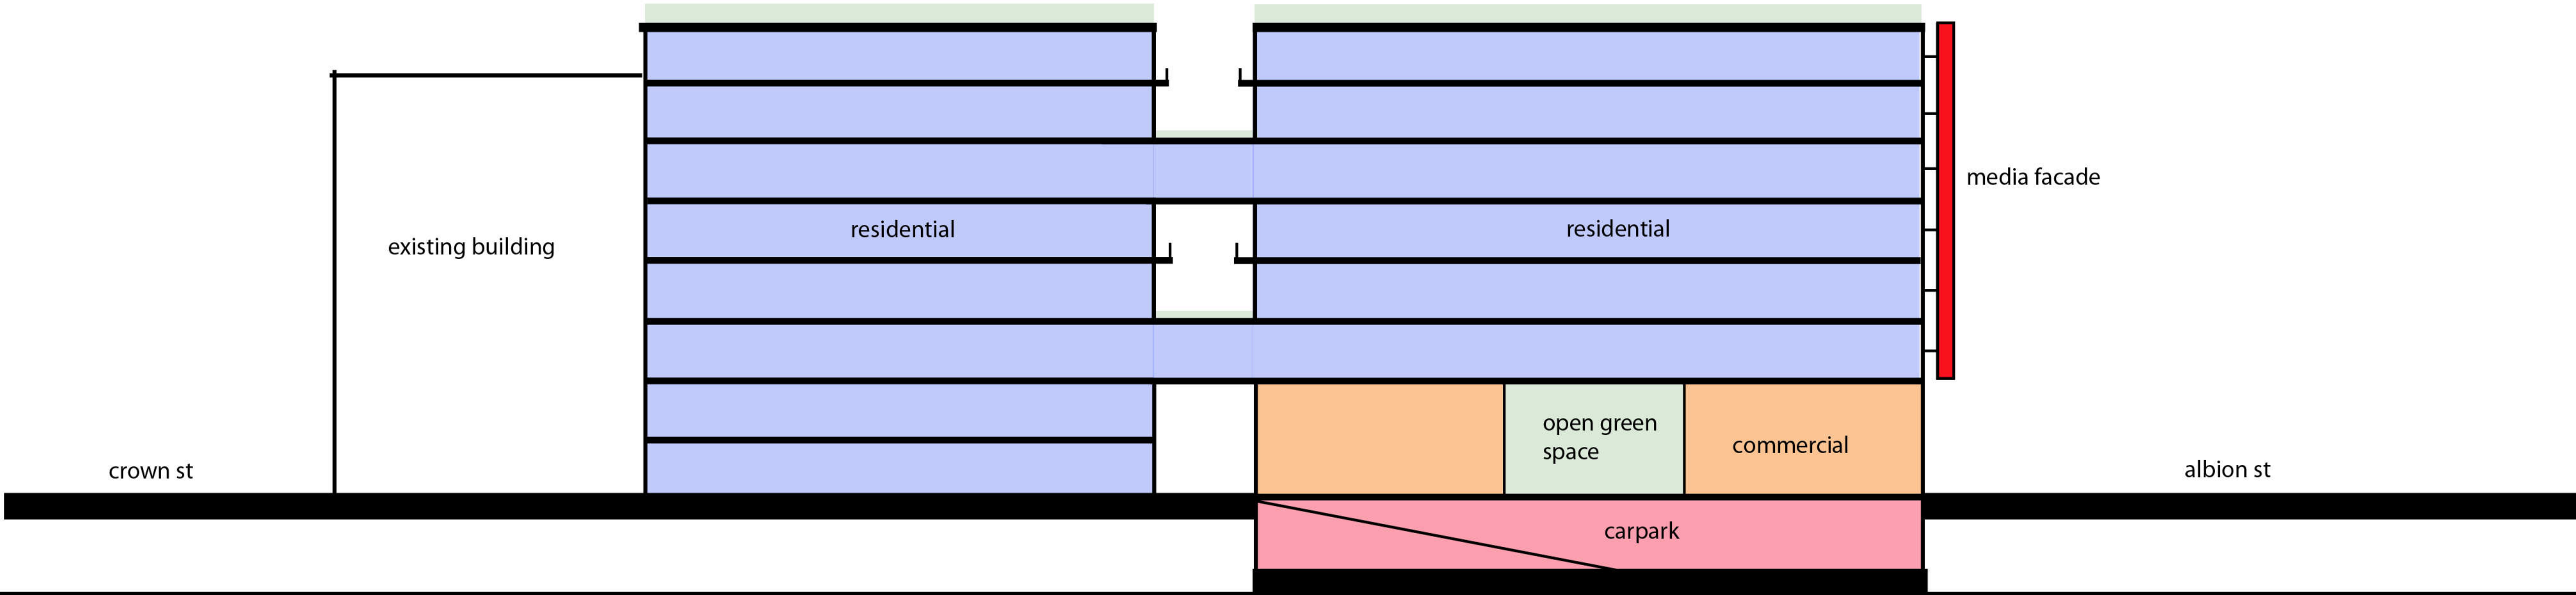 media facade
residential
residential
existing building
open green
space
commercial
crown st
albion st
carpark